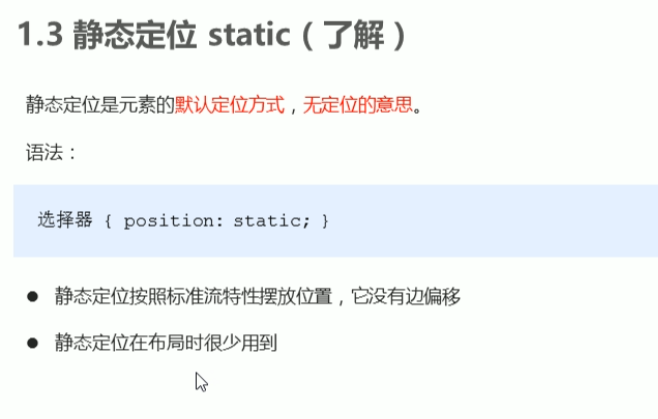 1.3 静态定位 static（了解）
静态定位是元素的默认定位方式，无定位的意思。
语法：
选择器 { position: static; }
● 静态定位按照标准流特性摆放位置，它没有边偏移
● 静态定位在布局时很少用到